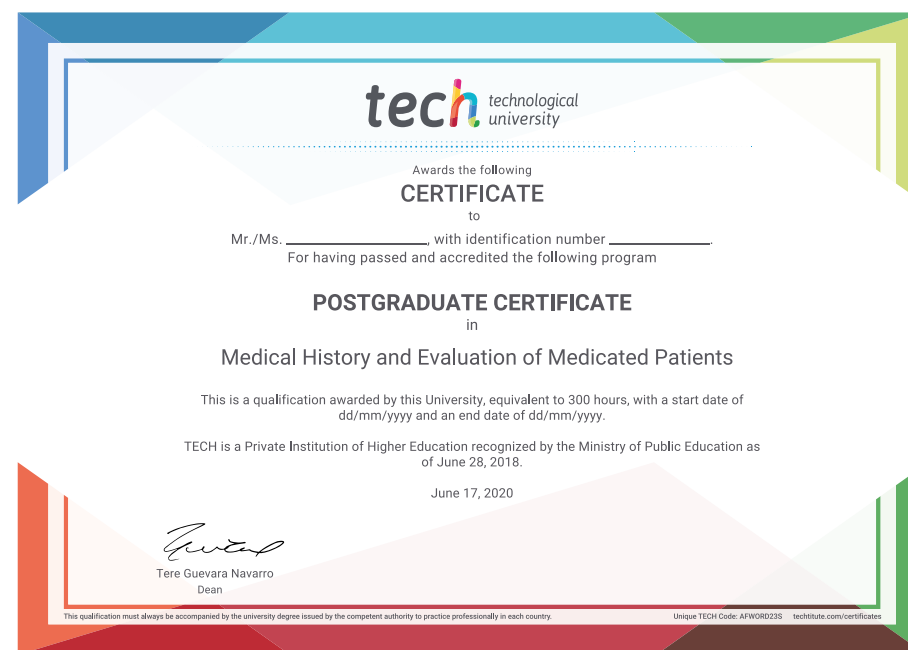 tech technological
university
Awards the following
CERTIFICATE
to
Mr./Ms. ____________, with identification number ____________.
For having passed and accredited the following program
POSTGRADUATE CERTIFICATE
in
Medical History and Evaluation of Medicated Patients
This is a qualification awarded by this University, equivalent to 300 hours, with a start date of
dd/mm/yyyy and an end date of dd/mm/yyyy.
TECH is a Private Institution of Higher Education recognized by the Ministry of Public Education as
of June 28, 2018.
June 17, 2020
Tere Guevara Navarro
Dean
This qualification must always be accompanied by the university degree issued by the competent authority to practice professionally in each country. Unique TECH Code: AFWORD23S techtitute.com/certificates